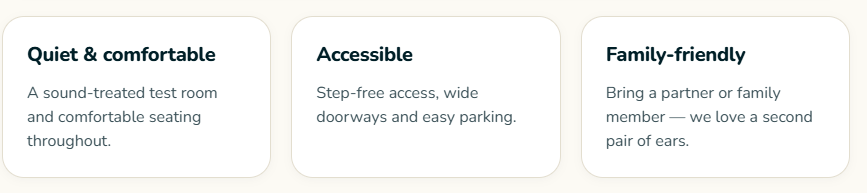 Quiet & comfortable
A sound-treated test room
and comfortable seating
throughout.
Accessible
Step-free access, wide
doorways and easy parking.
Family-friendly
Bring a partner or family
member — we love a second
pair of ears.